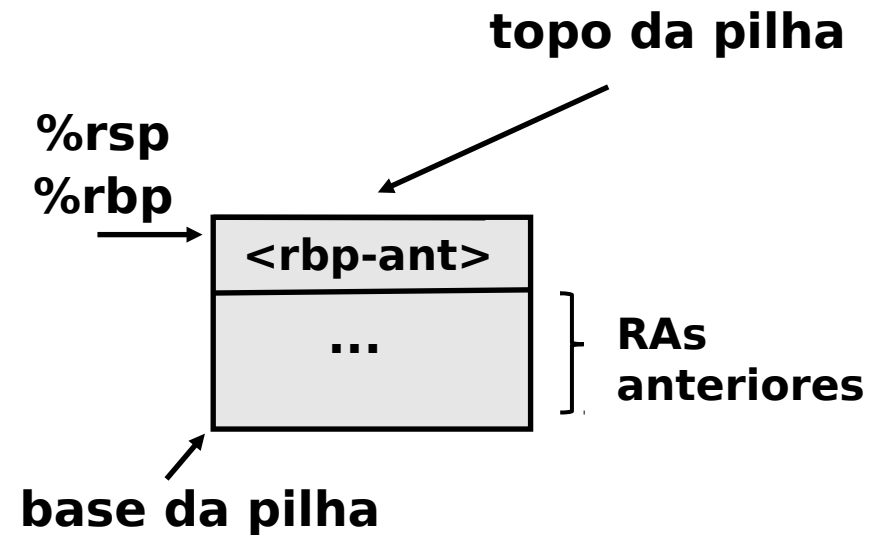 topo da pilha
%rsp
%rbp
<rbp-ant>
...
RAs
anteriores
base da pilha